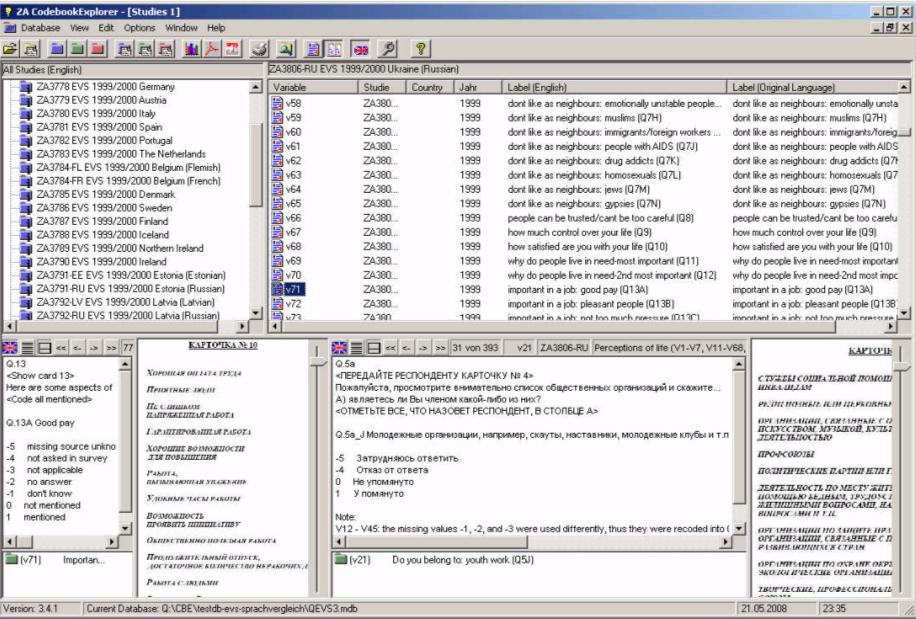 ZA CodebookExplorer - [Studies 1]
Database View Edit Options Window Help
All Studies (English)
ZA3778 EVS 1999/2000 Germany
ZA3779 EVS 1999/2000 Austria
ZA3780 EVS 1999/2000 Italy
ZA3781 EVS 1999/2000 Spain
ZA3782 EVS 1999/2000 Portugal
ZA3783 EVS 1999/2000 The Netherlands
ZA3784-FL EVS 1999/2000 Belgium (Flemish)
ZA3784-FR EVS 1999/2000 Belgium (French)
ZA3785 EVS 1999/2000 Denmark
ZA3786 EVS 1999/2000 Sweden
ZA3787 EVS 1999/2000 Finland
ZA3788 EVS 1999/2000 Iceland
ZA3789 EVS 1999/2000 Northern Ireland
ZA3790 EVS 1999/2000 Ireland
ZA3791-EE EVS 1999/2000 Estonia (Estonian)
ZA3791-RU EVS 1999/2000 Estonia (Russian)
ZA3792-LV EVS 1999/2000 Latvia (Latvian)
ZA3792-RU EVS 1999/2000 Latvia (Russian)
ZA3806-RU EVS 1999/2000 Ukraine (Russian)
Variable Studie Country Jahr Label (English) Label (Original Language)
v58 ZA380... 1999 dont like as neighbours: emotionally unstable people... dont like as neighbours: emotionally unsta
v59 ZA380... 1999 dont like as neighbours: muslims (Q7H) dont like as neighbours: muslims (Q7H)
v60 ZA380... 1999 dont like as neighbours: immigrants/foreign workers ... dont like as neighbours: immigrants/foreig
v61 ZA380... 1999 dont like as neighbours: people with AIDS (Q7J) dont like as neighbours: people with AIDS
v62 ZA380... 1999 dont like as neighbours: drug addicts (Q7K) dont like as neighbours: drug addicts (Q7K
v63 ZA380... 1999 dont like as neighbours: homosexuals (Q7L) dont like as neighbours: homosexuals (Q7
v64 ZA380... 1999 dont like as neighbours: jews (Q7M) dont like as neighbours: jews (Q7M)
v65 ZA380... 1999 dont like as neighbours: gypsies (Q7N) dont like as neighbours: gypsies (Q7N)
v66 ZA380... 1999 people can be trusted/cant be too careful (Q8) people can be trusted/cant be too carefu
v67 ZA380... 1999 how much control over your life (Q9) how much control over your life (Q9)
v68 ZA380... 1999 how satisfied are you with your life (Q10) how satisfied are you with your life (Q10)
v69 ZA380... 1999 why do people live in need-most important (Q11) why do people live in need-most important
v70 ZA380... 1999 why do people live in need-2nd most important (Q12) why do people live in need-2nd most impo
v71 ZA380... 1999 important in a job: good pay (Q13A) important in a job: good pay (Q13A)
v72 ZA380... 1999 important in a job: pleasant people (Q13B) important in a job: pleasant people (Q13B
v73 ZA380 1999 important in a job: not too much pressure (Q13C) important in a job: not too much pressure
<< <- -> >> 77
Q.13
<Show card 13>
Here are some aspects of
<Code all mentioned>
Q.13A Good pay
-5 missing source unkno
-4 not asked in survey
-3 not applicable
-2 no answer
-1 don't know
0 not mentioned
1 mentioned
(v71) Importan...
КАРТОЧКА № 10
ХОРОШАЯ ОПЛАТА ТРУДА
ПРИЯТНЫЕ ЛЮДИ
НЕ СЛИШКОМ
НАПРЯЖЕННАЯ РАБОТА
ГАРАНТИРОВАННАЯ РАБОТА
ХОРОШИЕ ВОЗМОЖНОСТИ
ДЛЯ ПОВЫШЕНИЯ
РАБОТА,
ВЫЗЫВАЮЩАЯ УВАЖЕНИЕ
УДОБНЫЕ ЧАСЫ РАБОТЫ
ВОЗМОЖНОСТЬ
ПРОЯВИТЬ ИНИЦИАТИВУ
ОБЩЕСТВЕННО ПОЛЕЗНАЯ РАБОТА
ПРОДОЛЖИТЕЛЬНЫЙ ОТПУСК,
ДОСТАТОЧНОЕ КОЛИЧЕСТВО НЕРАБОЧИХ Д
РАБОТА С ЛЮДЬМИ
<< <- -> >> 31 von 393 v21 ZA3806-RU Perceptions of life (V1-V7, V11-V68,
Q.5a
<ПЕРЕДАЙТЕ РЕСПОНДЕНТУ КАРТОЧКУ № 4>
Пожалуйста, просмотрите внимательно список общественных организаций и скажите...
А) являетесь ли Вы членом какой-либо из них?
<ОТМЕТЬТЕ ВСЕ, ЧТО НАЗОВЕТ РЕСПОНДЕНТ, В СТОЛБЦЕ А>
Q.5a_J Молодежные организации, например, скауты, наставники, молодежные клубы и т.п
-5 Затрудняюсь ответить
-4 Отказ от ответа
0 Не упомянуто
1 Упомянуто
Note:
V12 - V45: the missing values -1, -2, and -3 were used differently, thus they were recoded into (
(v21) Do you belong to: youth work (Q5J)
КАРТОЧК
СЛУЖБЫ СОЦИАЛЬНОЙ ПОМОЩ
ИНВАЛИДАМ
РЕЛИГИОЗНЫЕ ИЛИ ЦЕРКОВНЫ
ОРГАНИЗАЦИИ, СВЯЗАННЫЕ С О
ИСКУССТВОМ, МУЗЫКОЙ, КУЛЬТ
ДЕЯТЕЛЬНОСТЬЮ
ПРОФСОЮЗЫ
ПОЛИТИЧЕСКИЕ ПАРТИИ ИЛИ Г
ДЕЯТЕЛЬНОСТЬ ПО МЕСТУ ЖИТЕ
ПОМОЩЬЮ БЕДНЫМ, ТРУДОУСТ
ЖИЛИЩНЫМИ ВОПРОСАМИ, НА
ВОПРОСАМИ И Т.П.
ОРГАНИЗАЦИИ ПО ЗАЩИТЕ ПРА
ОРГАНИЗАЦИИ, СВЯЗАННЫЕ С П
РАЗВИВАЮЩИХСЯ СТРАН
ОРГАНИЗАЦИИ ПО ОХРАНЕ ОКРУ
ЭКОЛОГИЧЕСКИЕ ОРГАНИЗАЦИИ
ТВОРЧЕСКИЕ, ПРОФЕССИОНАЛЬ
Version: 3.4.1 Current Database: Q:\CBE\testdb-evs-sprachvergleich\QEVS3.mdb 21.05.2008 23:35